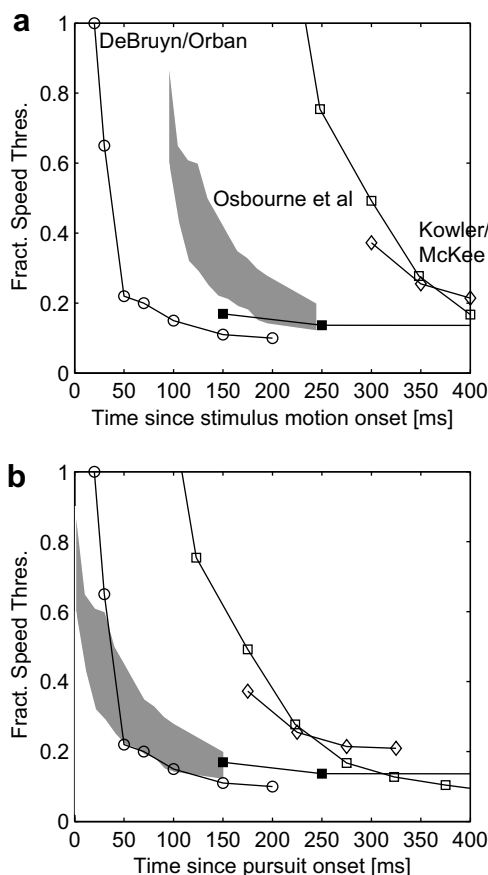 a
1
0.8
0.6
0.4
0.2
0
Fract. Speed Thres.
DeBruyn/Orban
Osbourne et al
Kowler/
McKee
0 50 100 150 200 250 300 350 400
Time since stimulus motion onset [ms]
b
1
0.8
0.6
0.4
0.2
0
Fract. Speed Thres.
0 50 100 150 200 250 300 350 400
Time since pursuit onset [ms]